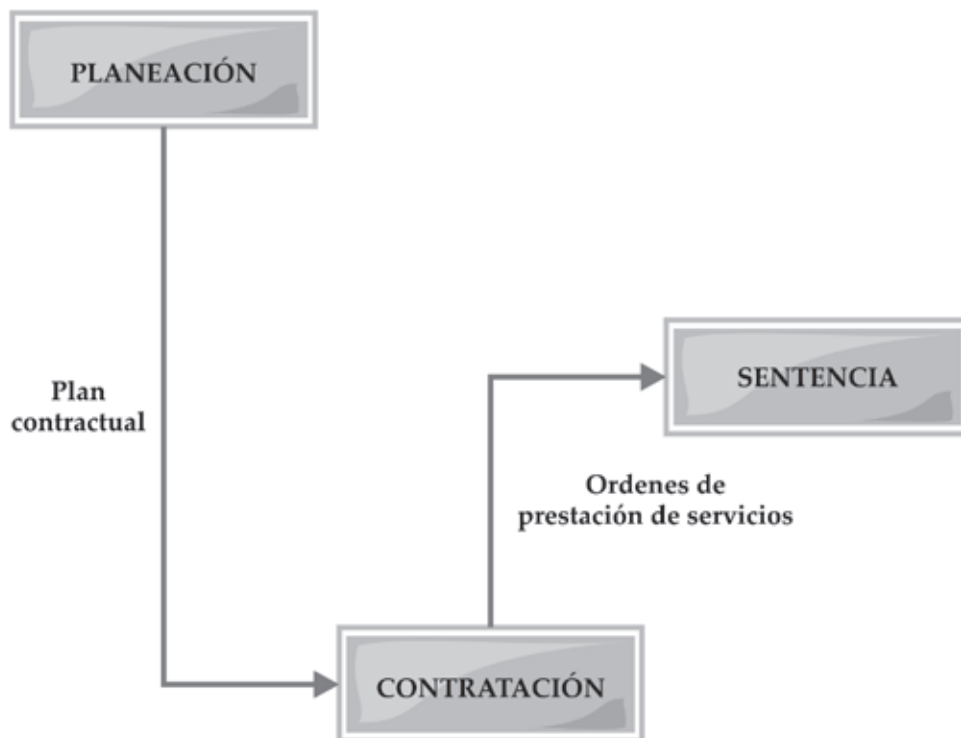 PLANEACIÓN
Plan
contractual
SENTENCIA
Ordenes de
prestación de servicios
CONTRATACIÓN